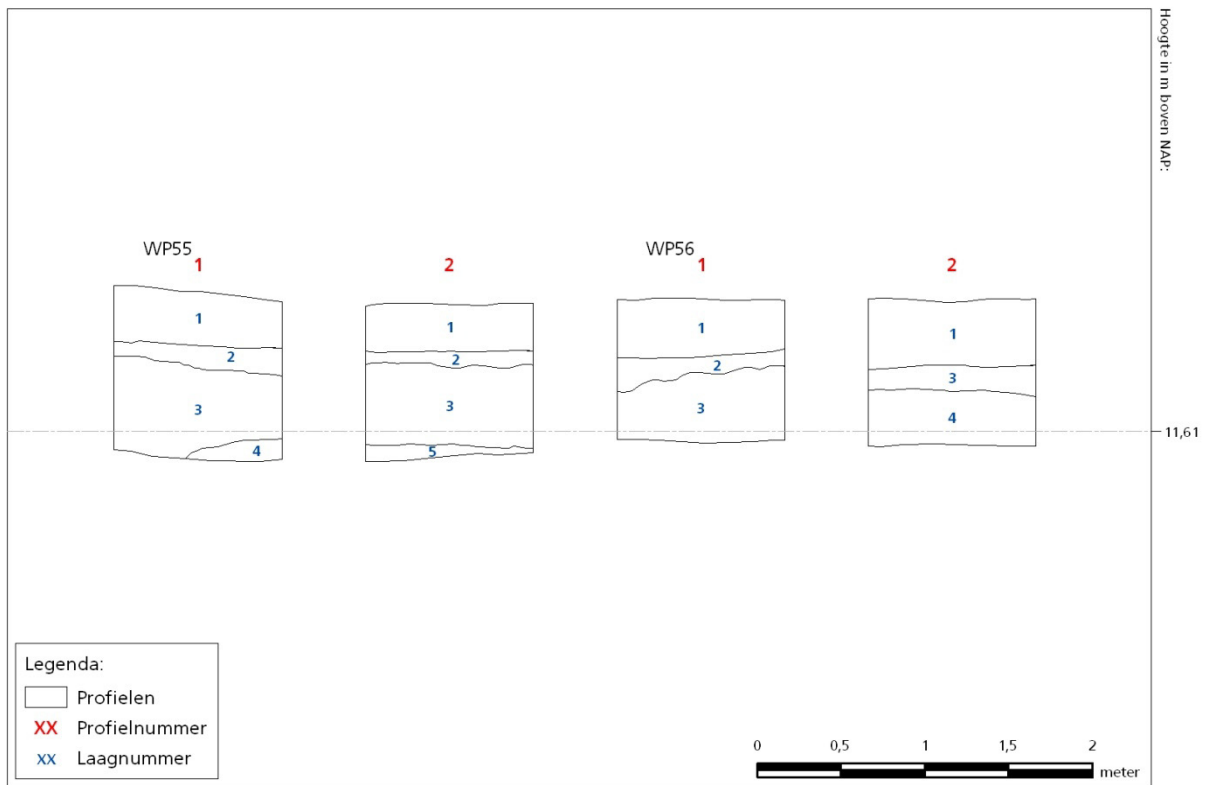 Hoogte in m boven NAP:
WP55
1
2
WP56
1
2
1
2
3
4
1
2
3
5
1
2
3
1
3
4
11,61
Legenda:
Profielen
XX Profielnummer
xx Laagnummer
0 0,5 1 1,5 2
meter